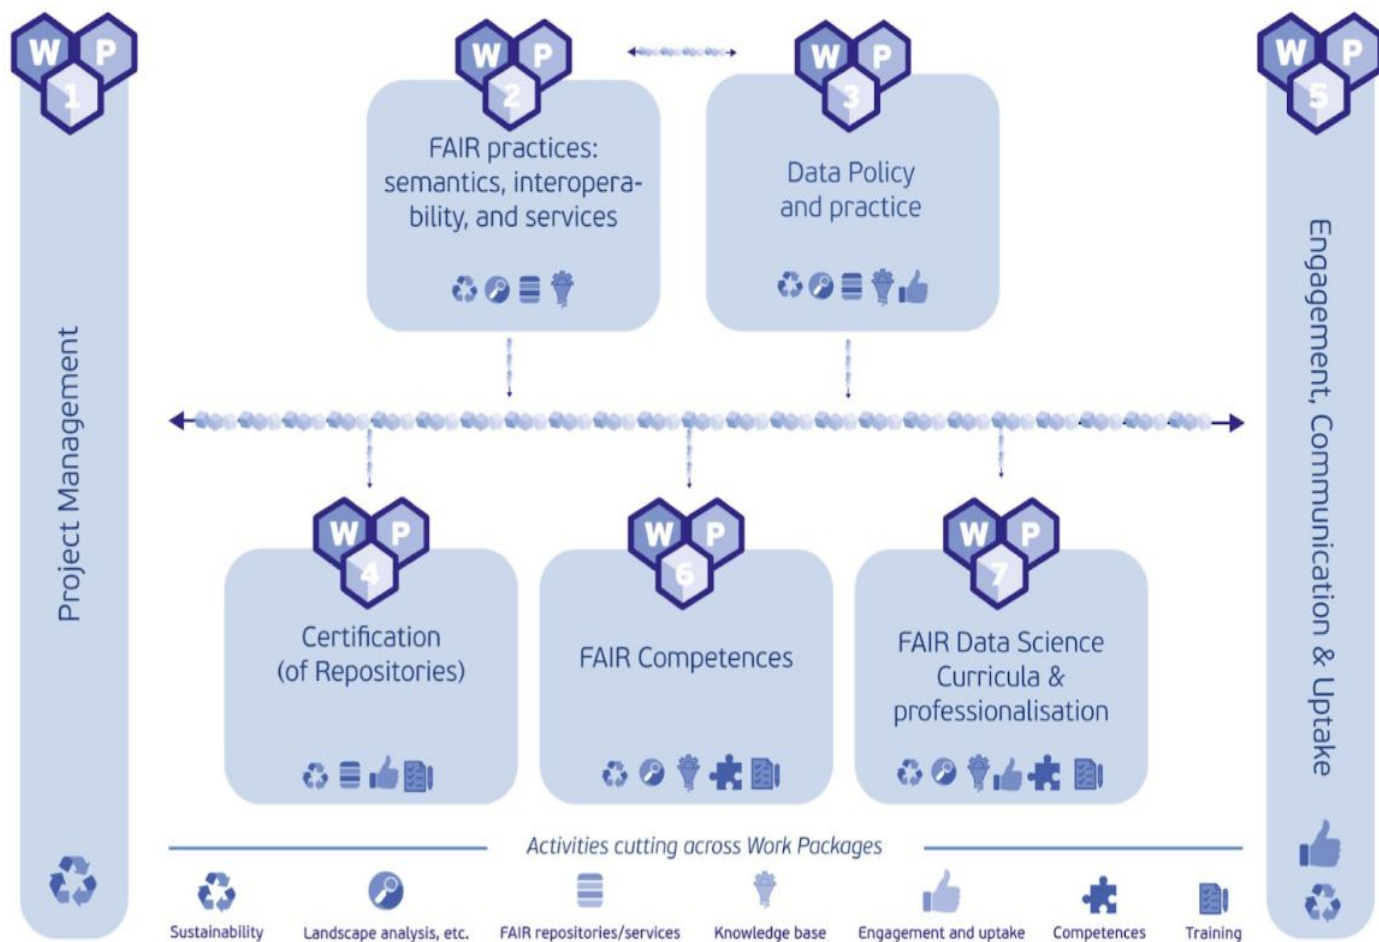 W P
1
Project Management
W P
2
FAIR practices:
semantics, interopera-
bility, and services
W P
3
Data Policy
and practice
W P
5
Engagement, Communication & Uptake
W P
4
Certification
(of Repositories)
W P
6
FAIR Competences
W P
7
FAIR Data Science
Curricula &
professionalisation
Activities cutting across Work Packages
Sustainability
Landscape analysis, etc.
FAIR repositories/services
Knowledge base
Engagement and uptake
Competences
Training